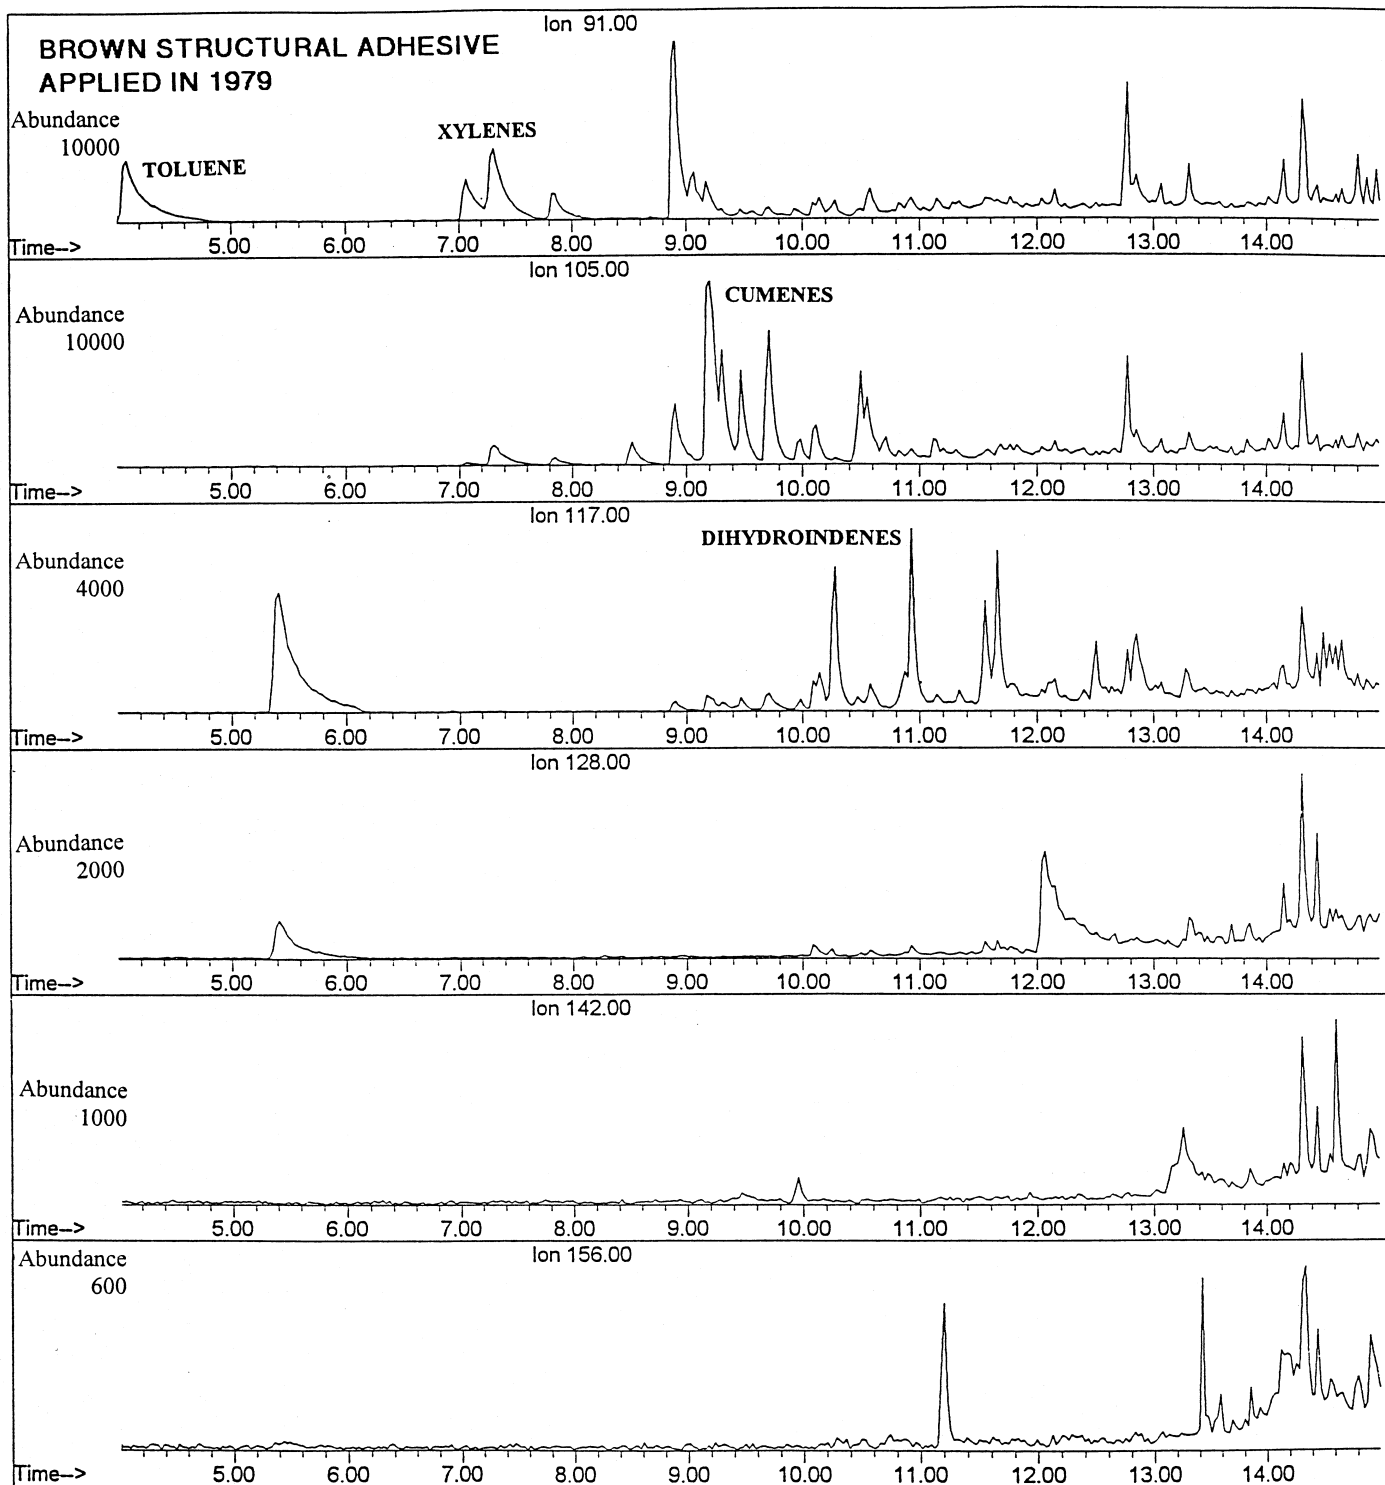 Ion 91.00
BROWN STRUCTURAL ADHESIVE
APPLIED IN 1979
Abundance
10000
TOLUENE
XYLENES
Time-->
5.00 6.00 7.00 8.00 9.00 10.00 11.00 12.00 13.00 14.00
Ion 105.00
Abundance
10000
CUMENES
Time-->
5.00 6.00 7.00 8.00 9.00 10.00 11.00 12.00 13.00 14.00
Ion 117.00
Abundance
4000
DIHYDROINDENES
Time-->
5.00 6.00 7.00 8.00 9.00 10.00 11.00 12.00 13.00 14.00
Ion 128.00
Abundance
2000
Time-->
5.00 6.00 7.00 8.00 9.00 10.00 11.00 12.00 13.00 14.00
Ion 142.00
Abundance
1000
Time-->
5.00 6.00 7.00 8.00 9.00 10.00 11.00 12.00 13.00 14.00
Ion 156.00
Abundance
600
Time-->
5.00 6.00 7.00 8.00 9.00 10.00 11.00 12.00 13.00 14.00